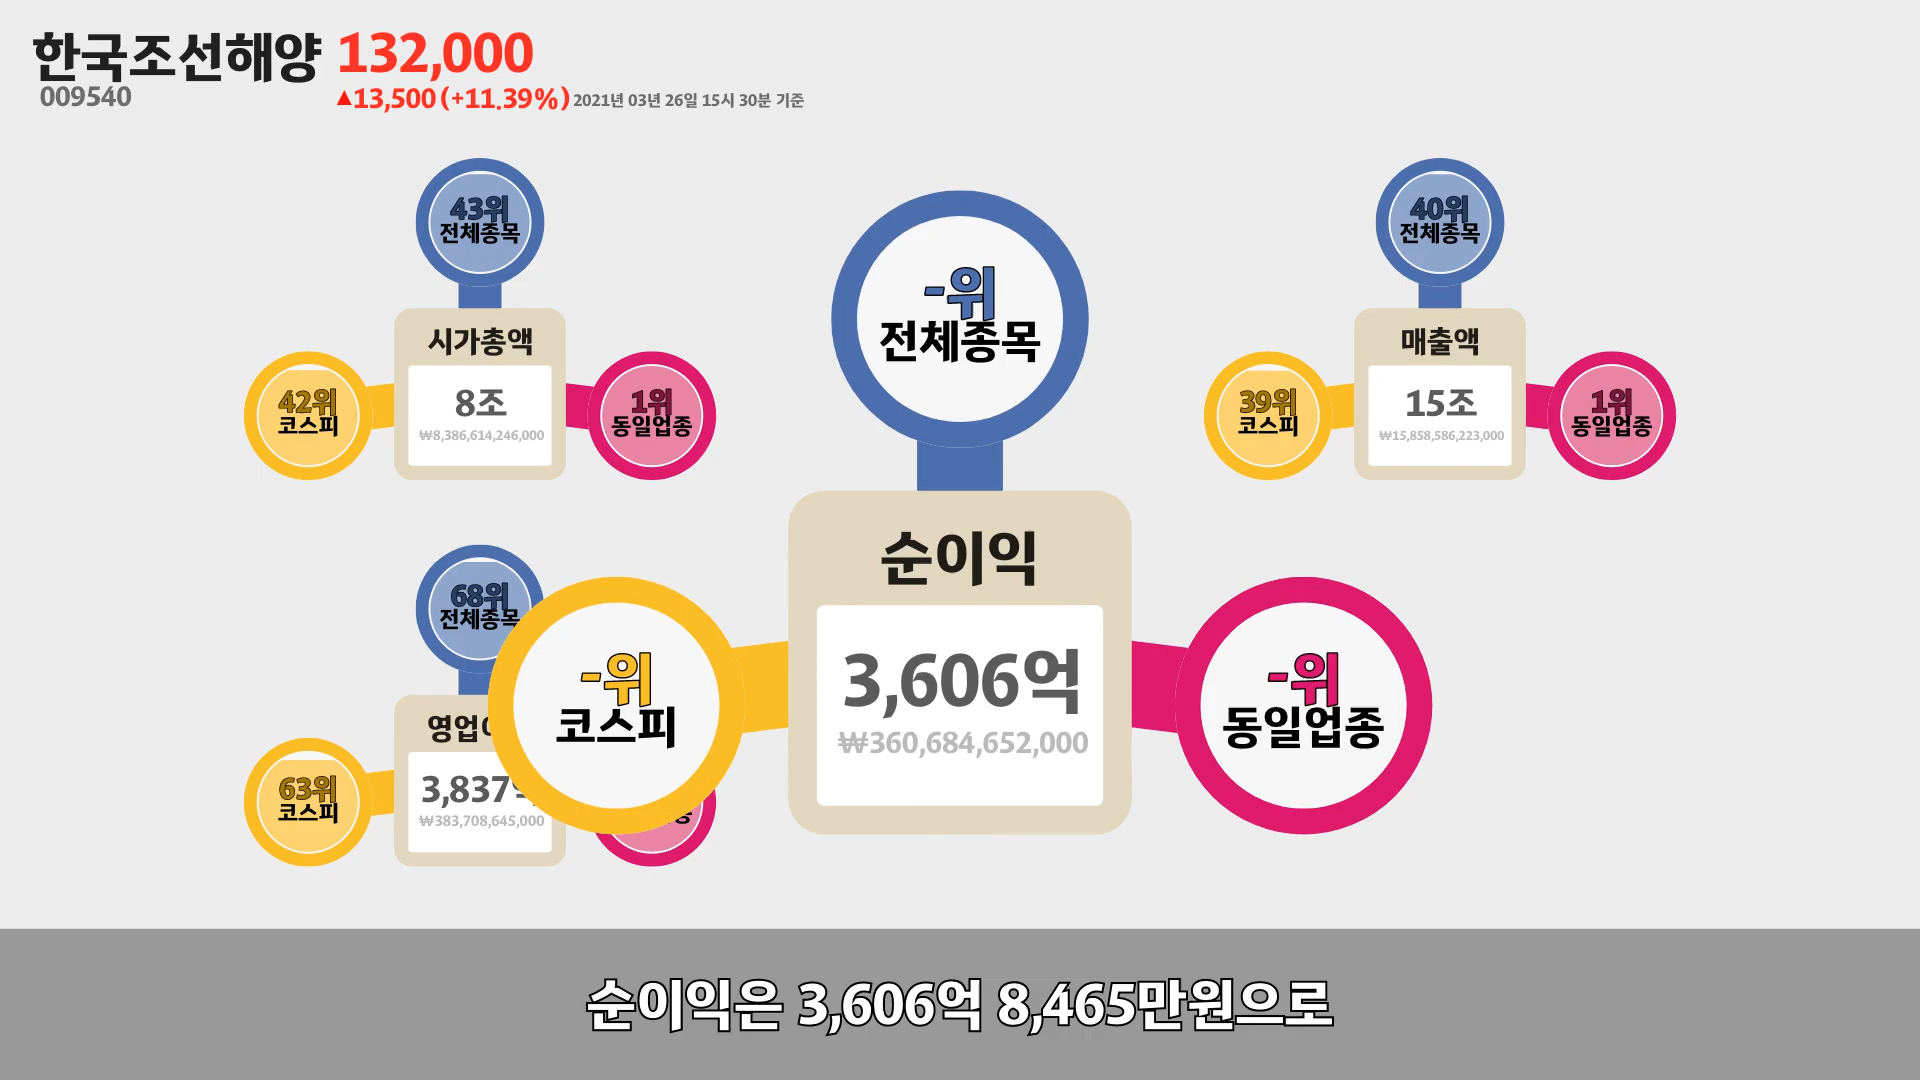 한국조선해양 132,000
009540
▲13,500(+11.39%) 2021년 03년 26일 15시 30분 기준
43위
전체종목
시가총액
8조
₩8,386,614,246,000
42위
코스피
1위
동일업종
-위
전체종목
순이익
3,606억
₩360,684,652,000
-위
코스피
-위
동일업종
40위
전체종목
매출액
15조
₩15,858,586,223,000
39위
코스피
1위
동일업종
68위
전체종목
영업
3,837
₩383,708,645,000
63위
코스피
순이익은 3,606억 8,465만원으로